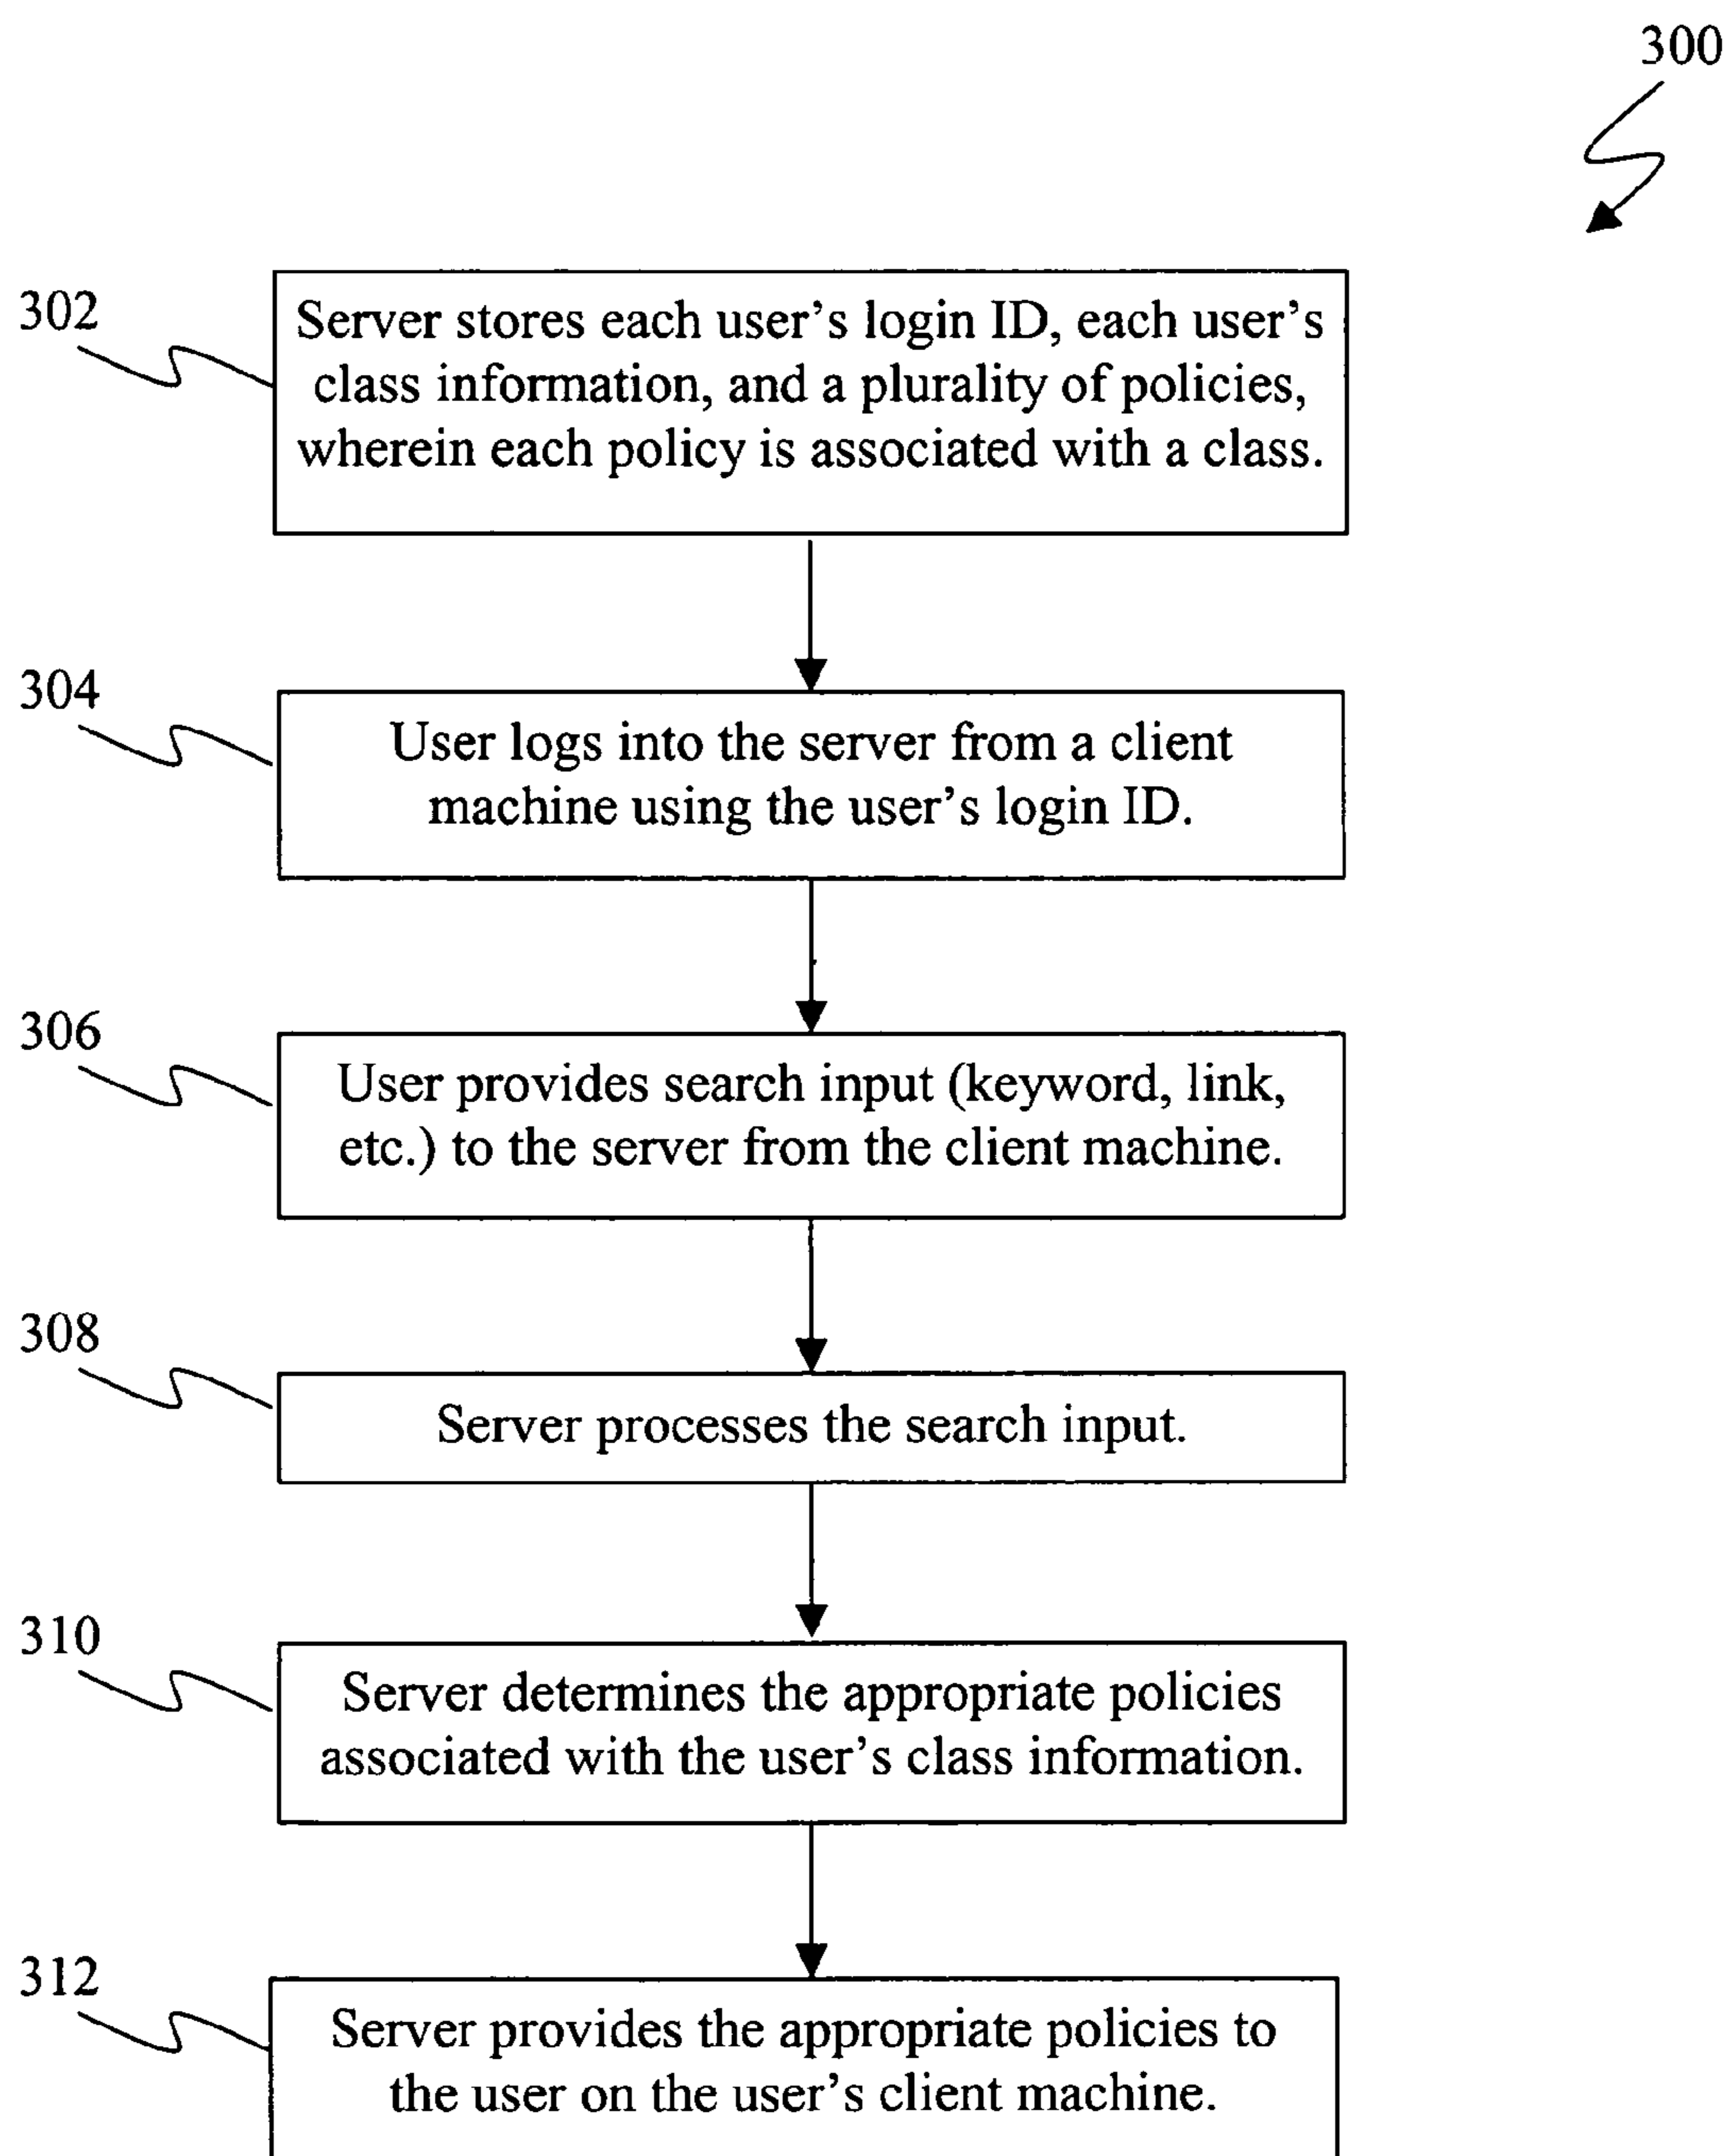 300
302
Server stores each user’s login ID, each user’s
class information, and a plurality of policies,
wherein each policy is associated with a class.
304
User logs into the server from a client
machine using the user’s login ID.
306
User provides search input (keyword, link,
etc.) to the server from the client machine.
308
Server processes the search input.
310
Server determines the appropriate policies
associated with the user’s class information.
312
Server provides the appropriate policies to
the user on the user’s client machine.